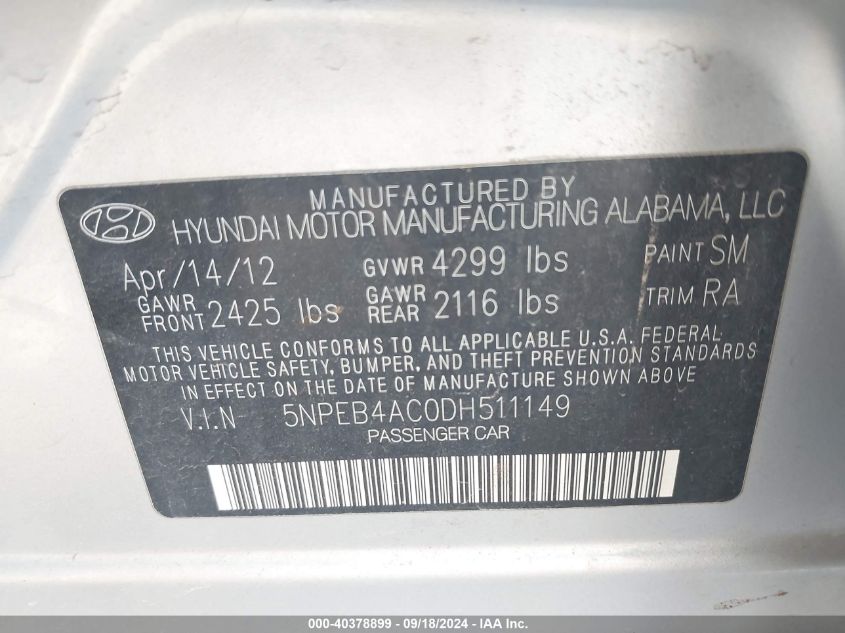 MANUFACTURED BY
HYUNDAI MOTOR MANUFACTURING ALABAMA, LLC
Apr/14/12 GVWR 4299 lbs PAINT SM
GAWR FRONT 2425 lbs GAWR REAR 2116 lbs TRIM RA
THIS VEHICLE CONFORMS TO ALL APPLICABLE U.S.A. FEDERAL
MOTOR VEHICLE SAFETY, BUMPER, AND THEFT PREVENTION STANDARDS
IN EFFECT ON THE DATE OF MANUFACTURE SHOWN ABOVE
V.I.N 5NPEB4AC0DH511149
PASSENGER CAR
000-40378899 - 09/18/2024 - IAA Inc.